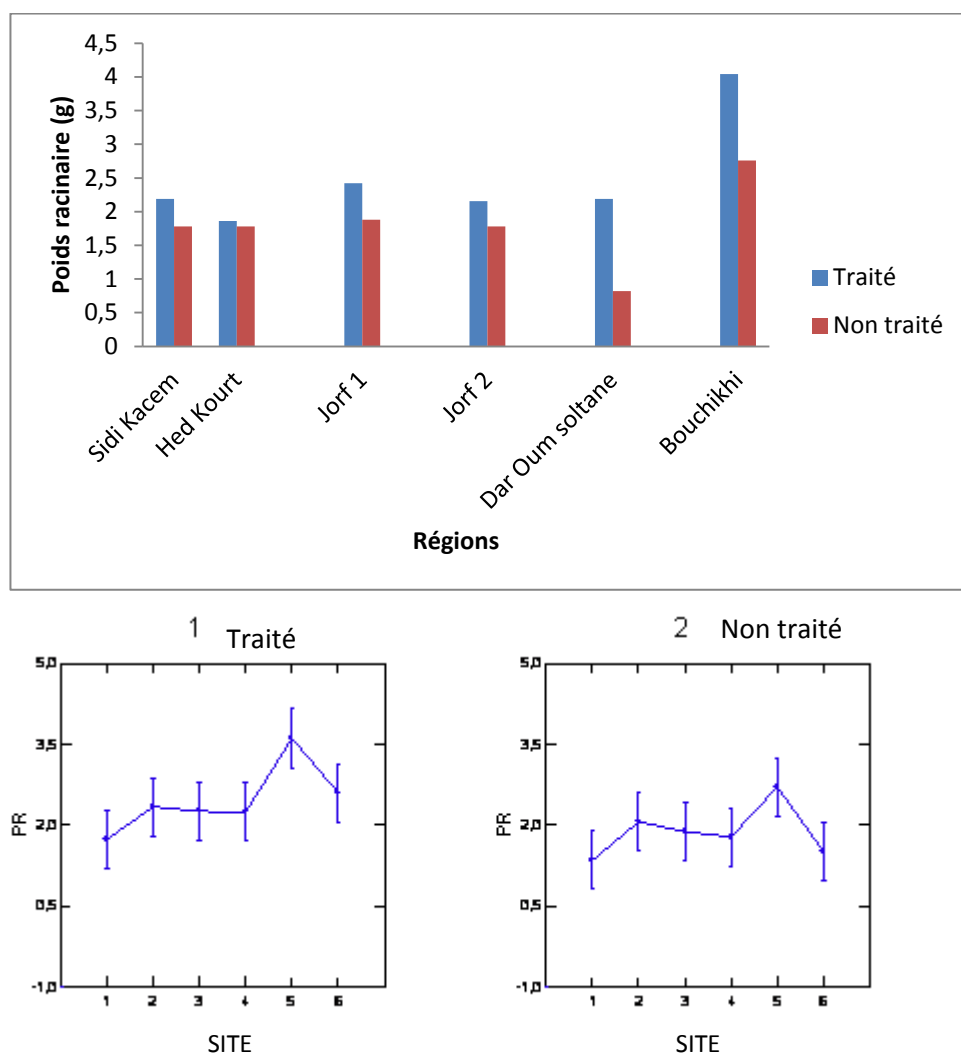 4,5
4
3,5
3
2,5
2
1,5
1
0,5
0
Poids racinaire (g)
Traité
Non traité
Sidi Kacem
Hed Kourt
Jorf 1
Jorf 2
Dar Oum soltane
Bouchikhi
Régions
1 Traité
5,0
3,5
2,0
0,5
-1,0
PR
1 2 3 4 5 6
SITE
2 Non traité
5,0
3,5
2,0
0,5
-1,0
PR
1 2 3 4 5 6
SITE